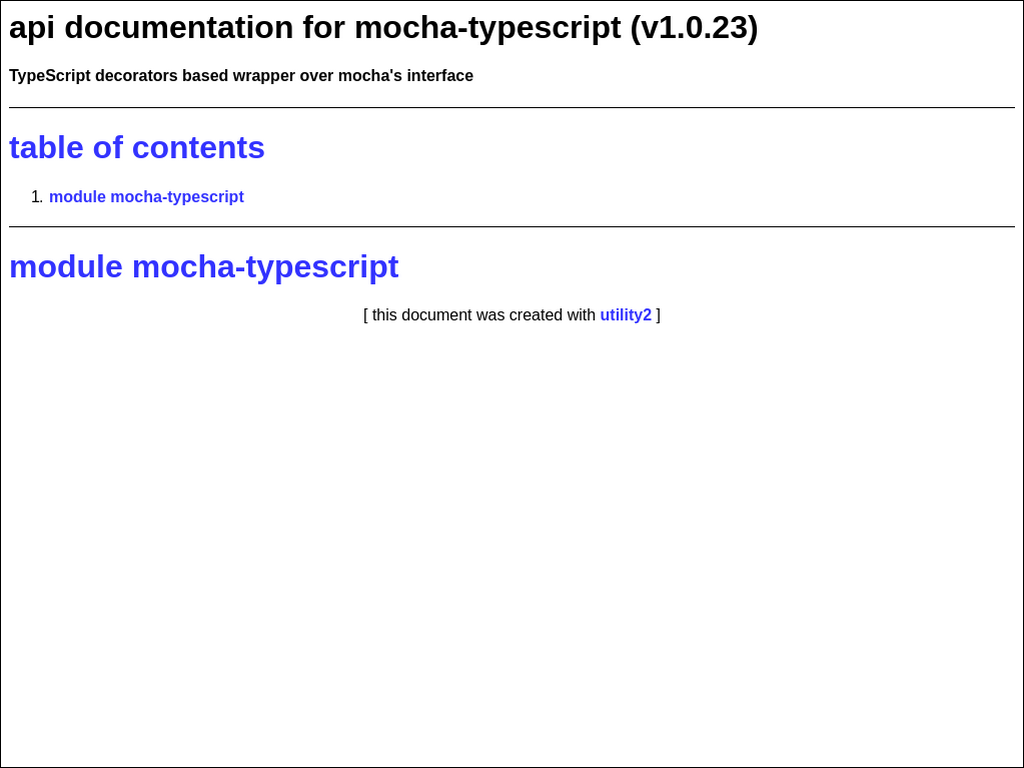 api documentation for mocha-typescript (v1.0.23)
TypeScript decorators based wrapper over mocha's interface
table of contents
1. module mocha-typescript
module mocha-typescript
[ this document was created with utility2 ]